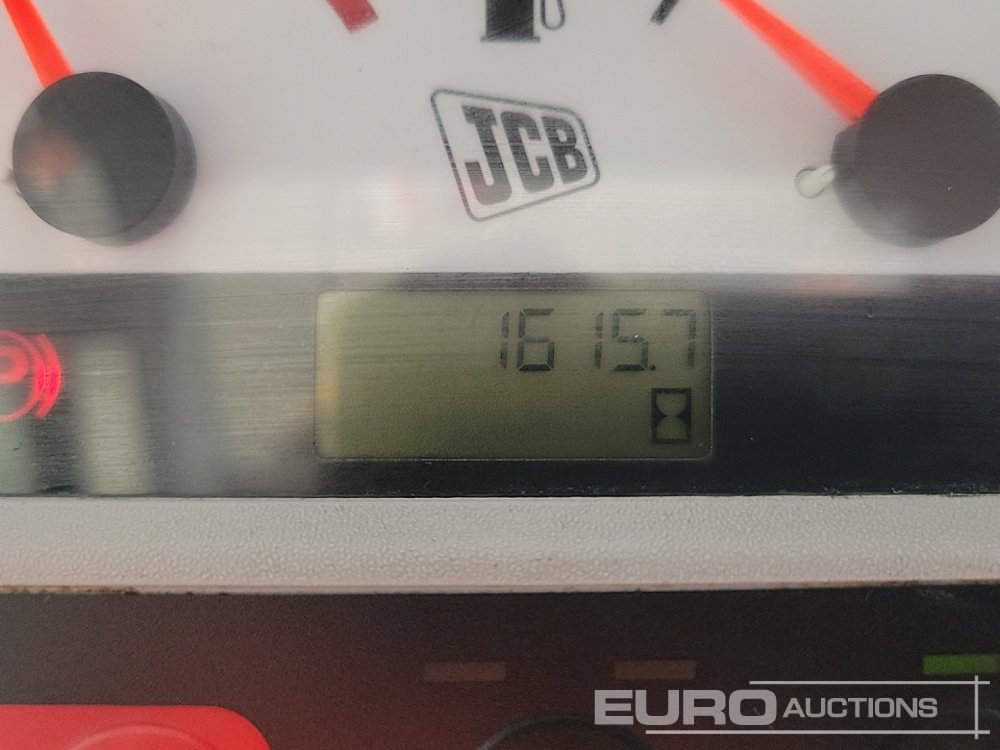 JCB
1615.7
P
EURO AUCTIONS